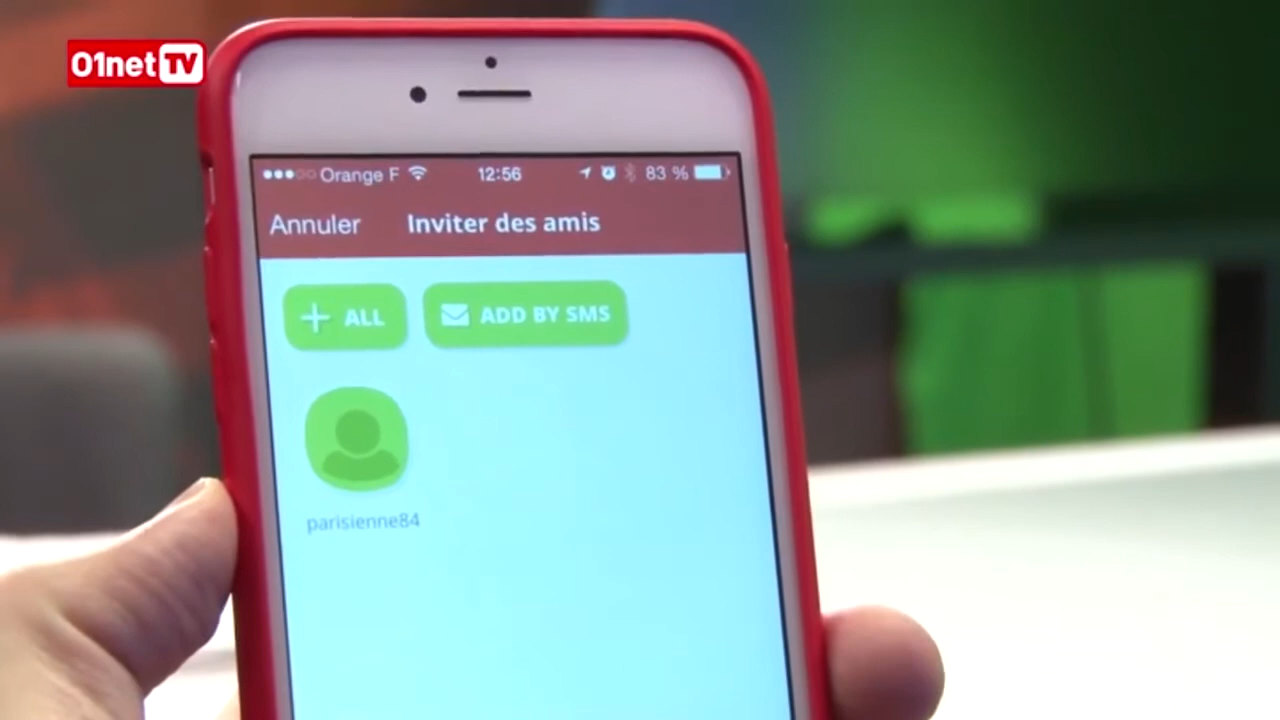 01netTV
Orange F 12:56 83 %
Annuler Inviter des amis
+ ALL ADD BY SMS
parisienne84